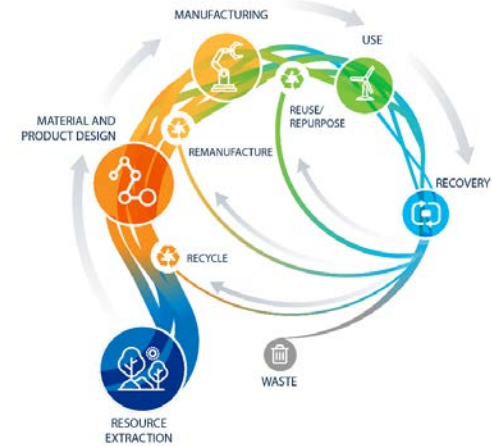 MANUFACTURING
USE
MATERIAL AND
PRODUCT DESIGN
REUSE/
REPURPOSE
REMANUFACTURE
RECOVERY
RECYCLE
WASTE
RESOURCE
EXTRACTION